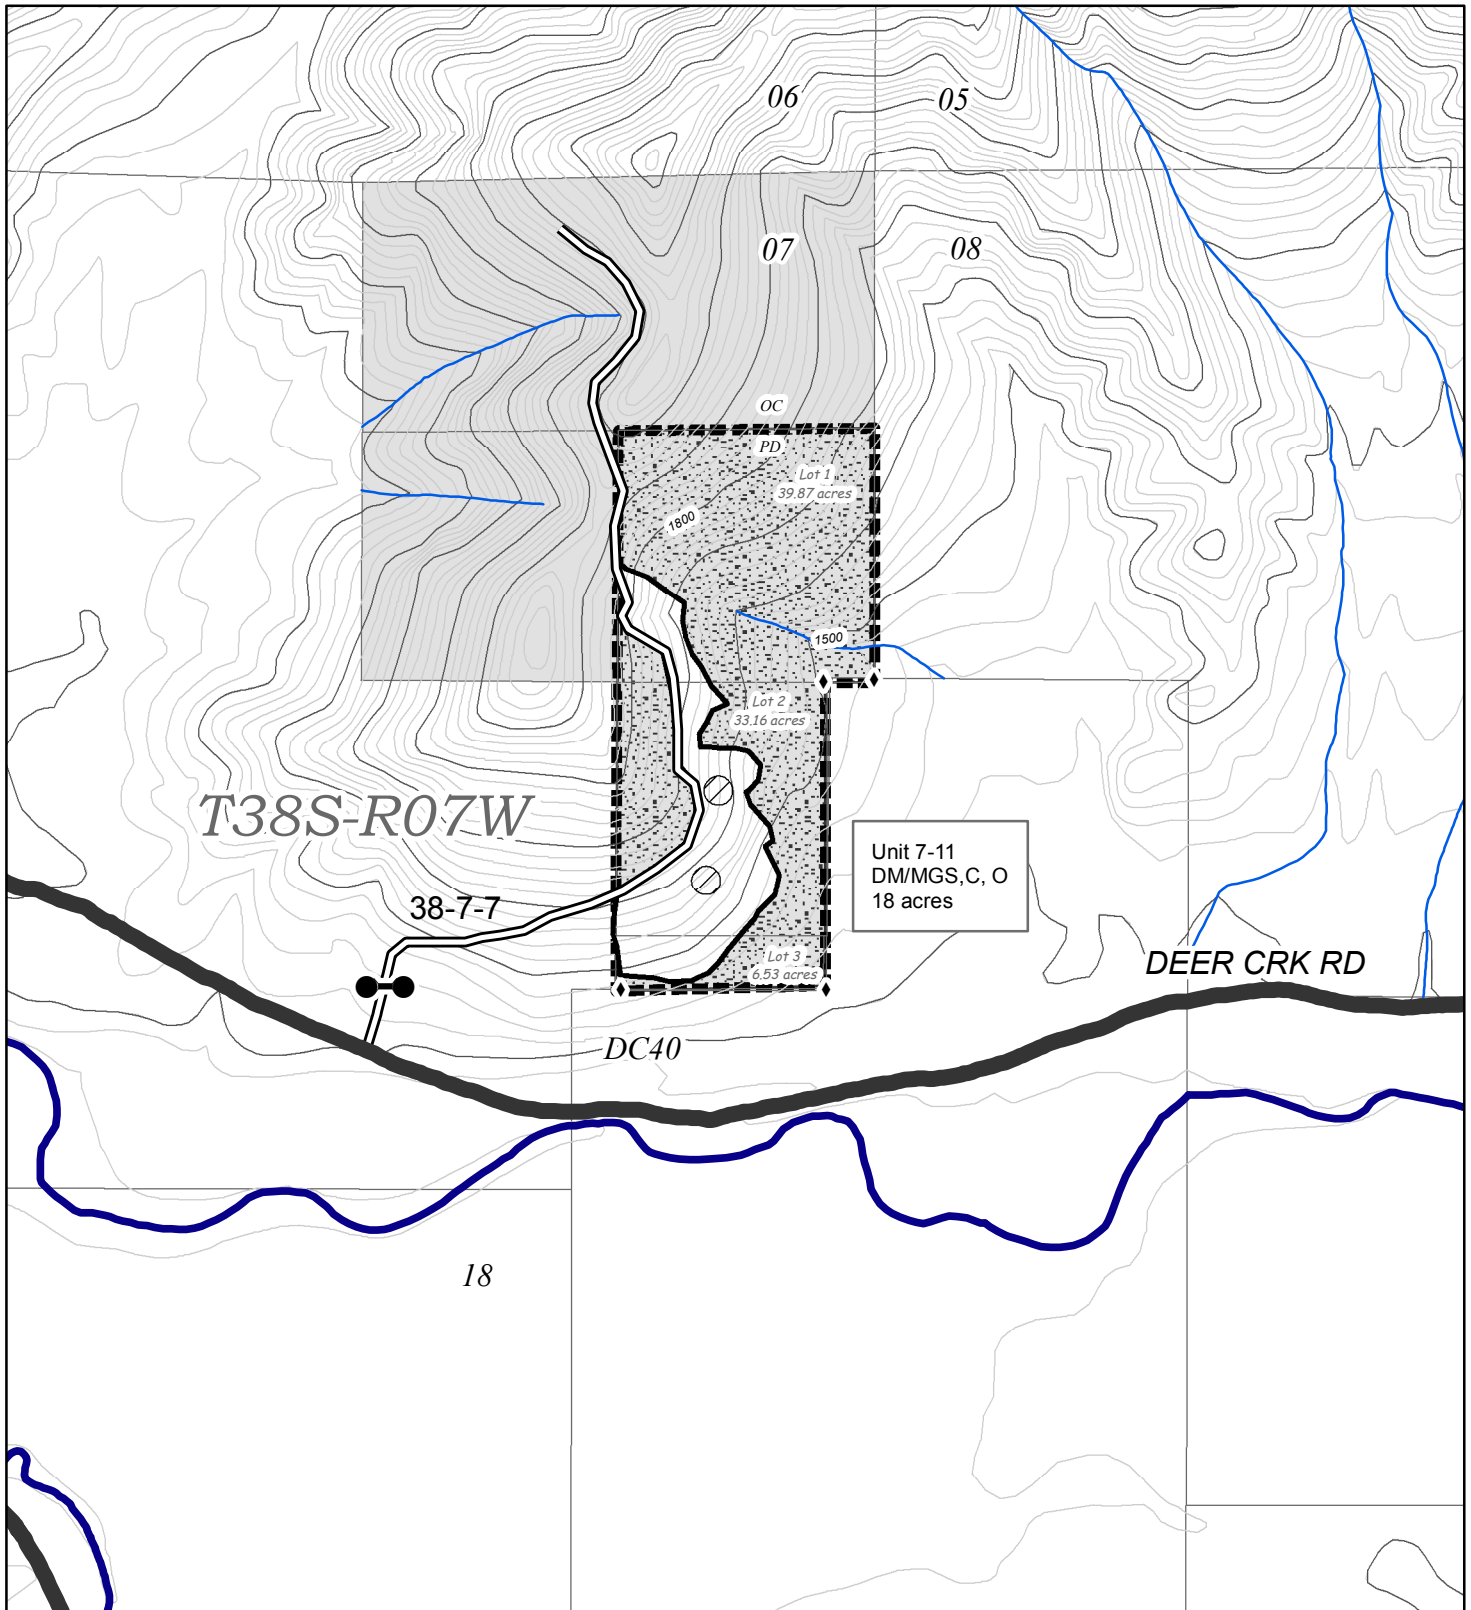 06
05
07
08
OC
PD
Lot 1
39.87 acres
1800
1500
Lot 2
33.16 acres
T38S-R07W
Unit 7-11
DM/MGS,C, O
18 acres
38-7-7
Lot 3
6.53 acres
DEER CRK RD
DC40
18